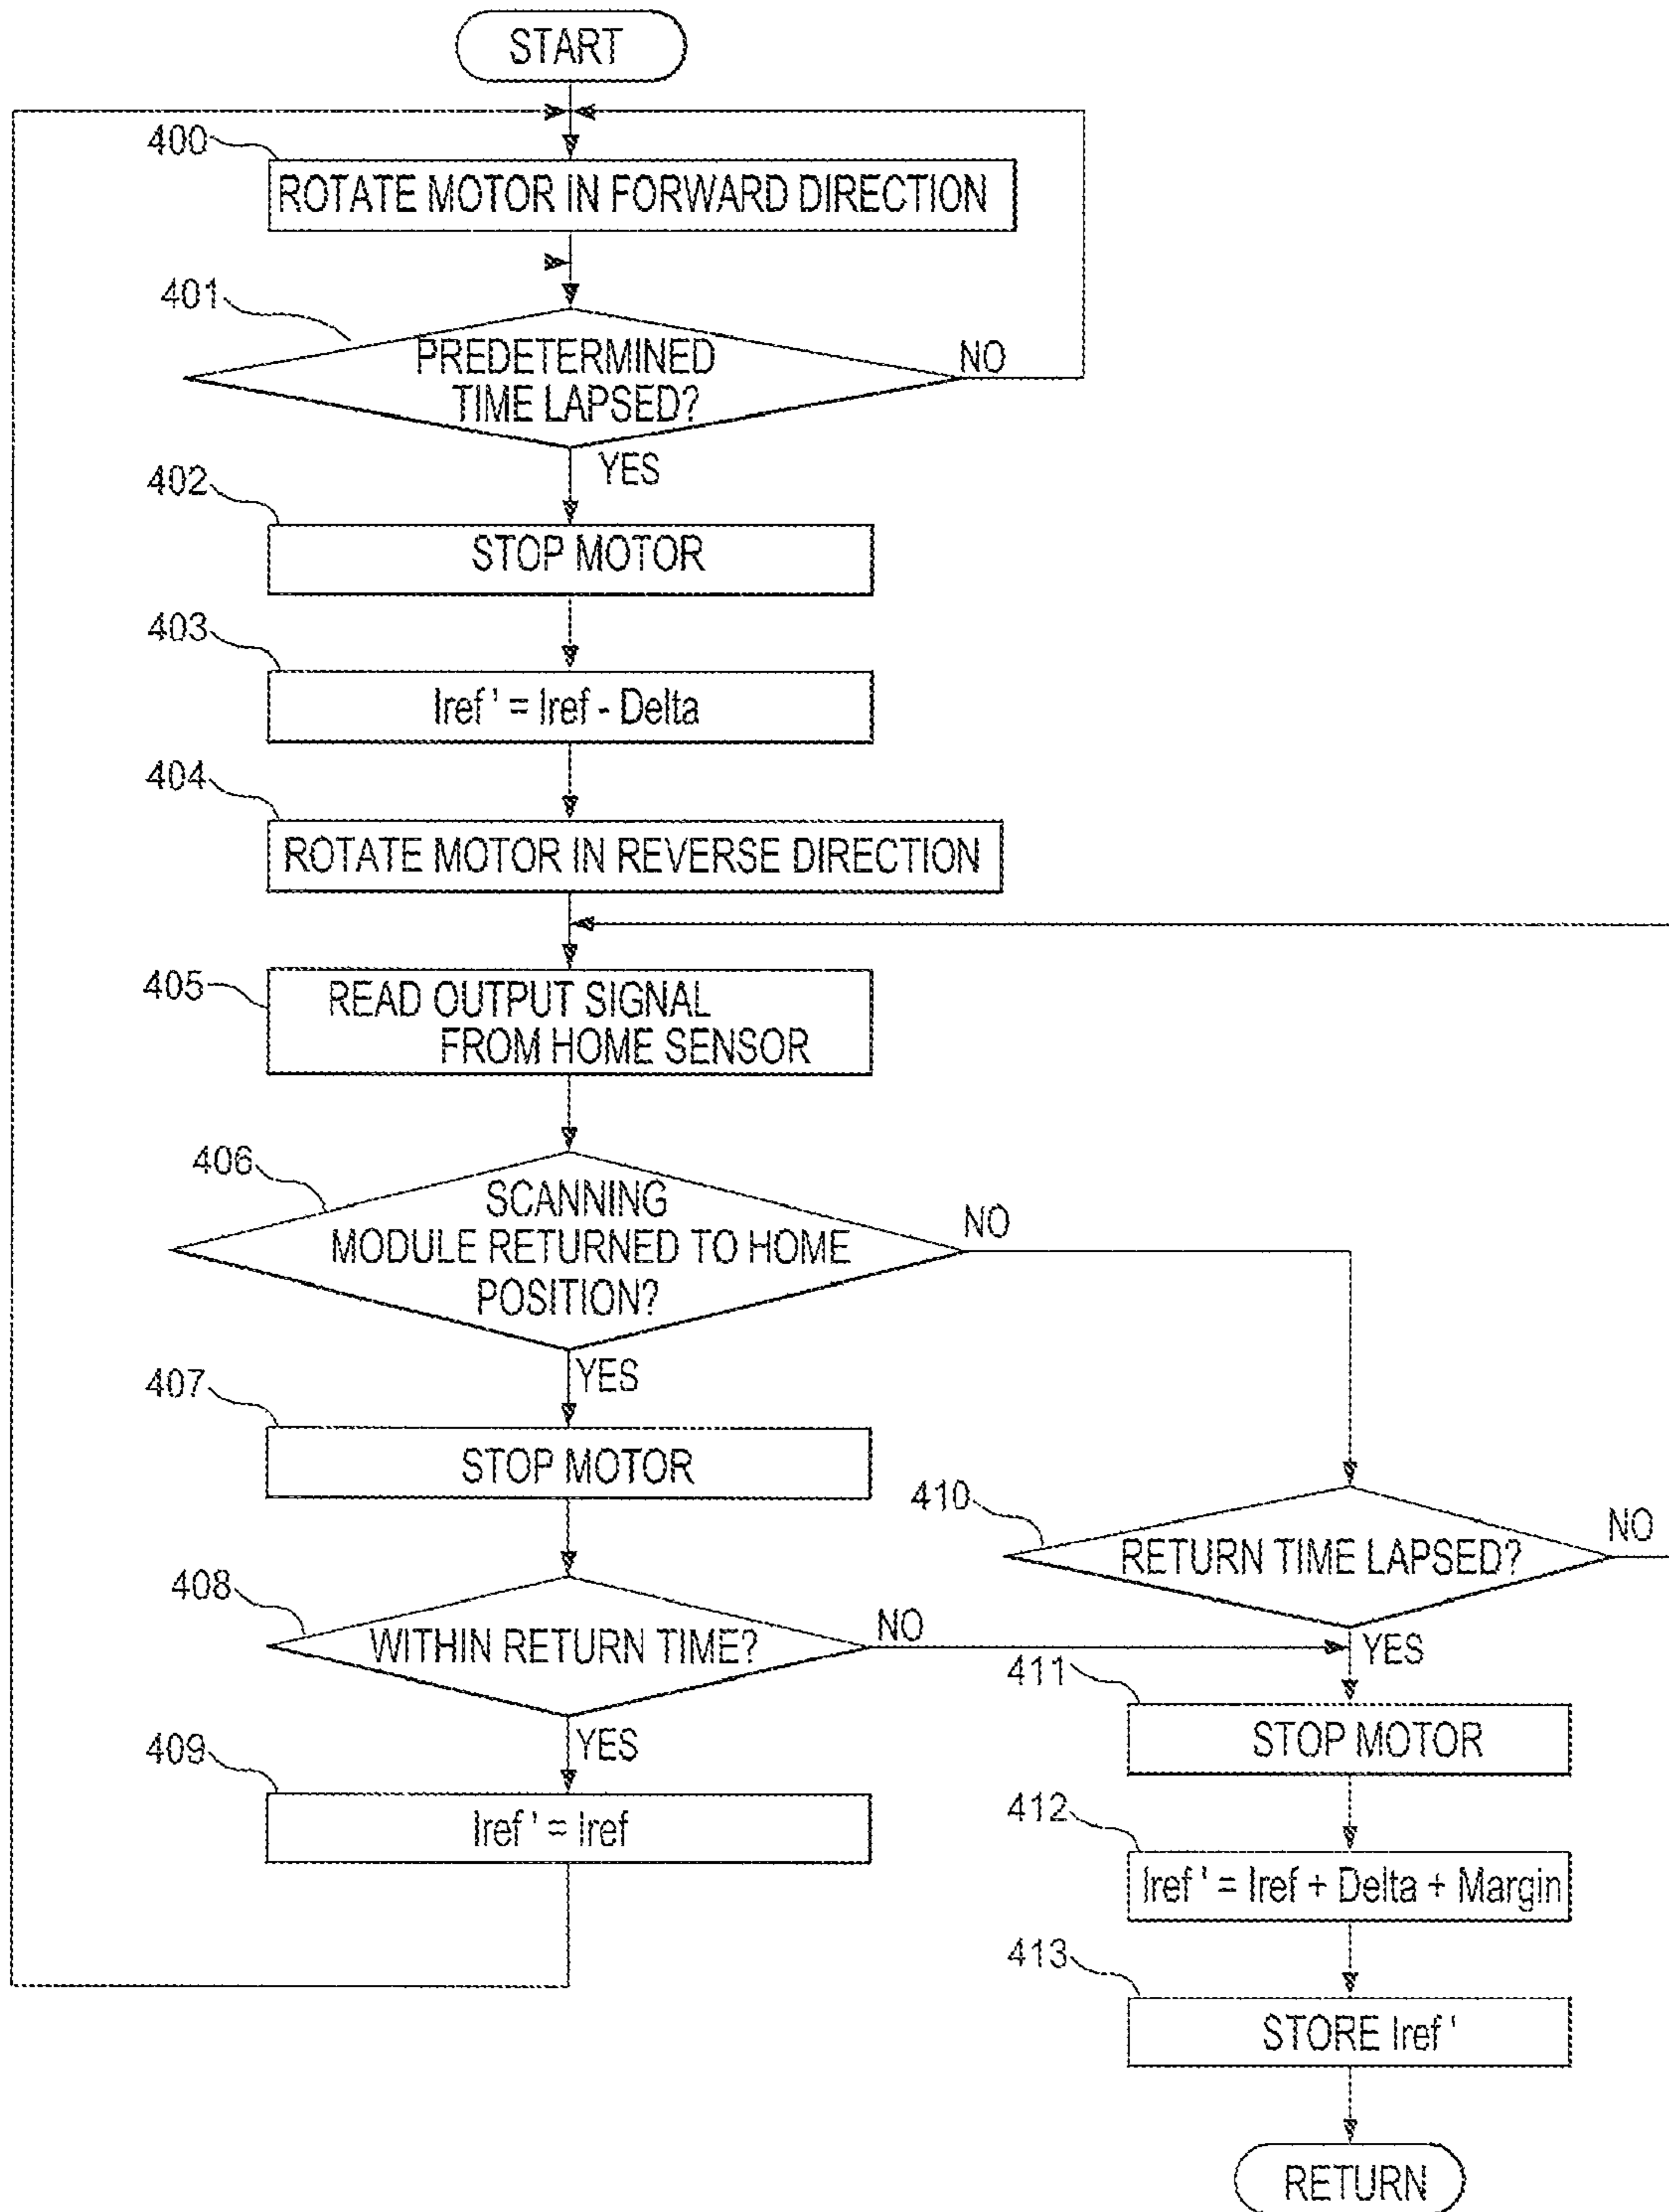 START
400
ROTATE MOTOR IN FORWARD DIRECTION
401
PREDETERMINED
TIME LAPSED?
NO
YES
402
STOP MOTOR
403
Iref ' = Iref - Delta
404
ROTATE MOTOR IN REVERSE DIRECTION
405
READ OUTPUT SIGNAL
FROM HOME SENSOR
406
SCANNING
MODULE RETURNED TO HOME
POSITION?
NO
YES
407
STOP MOTOR
408
WITHIN RETURN TIME?
NO
YES
409
Iref ' = Iref
410
RETURN TIME LAPSED?
NO
YES
411
STOP MOTOR
412
Iref ' = Iref + Delta + Margin
413
STORE Iref '
RETURN